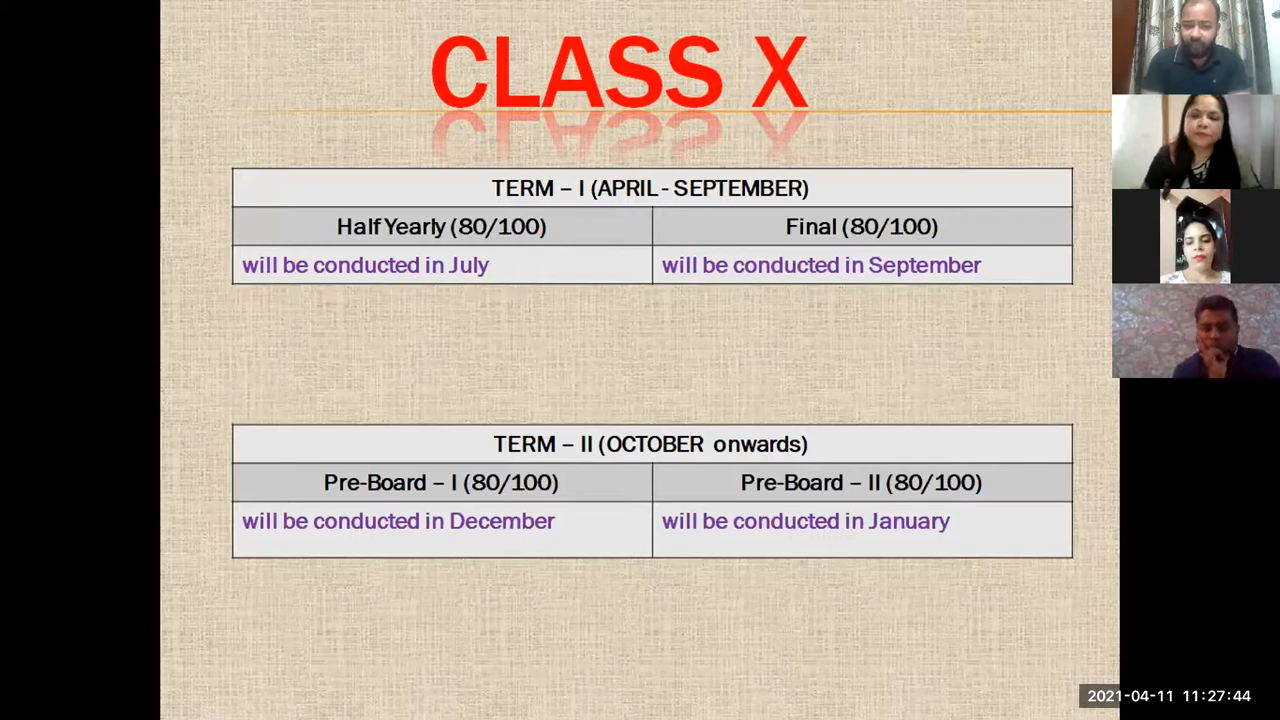 CLASS X
TERM – I (APRIL - SEPTEMBER)
Half Yearly (80/100)
Final (80/100)
will be conducted in July
will be conducted in September
TERM – II (OCTOBER onwards)
Pre-Board – I (80/100)
Pre-Board – II (80/100)
will be conducted in December
will be conducted in January
2021-04-11 11:27:44